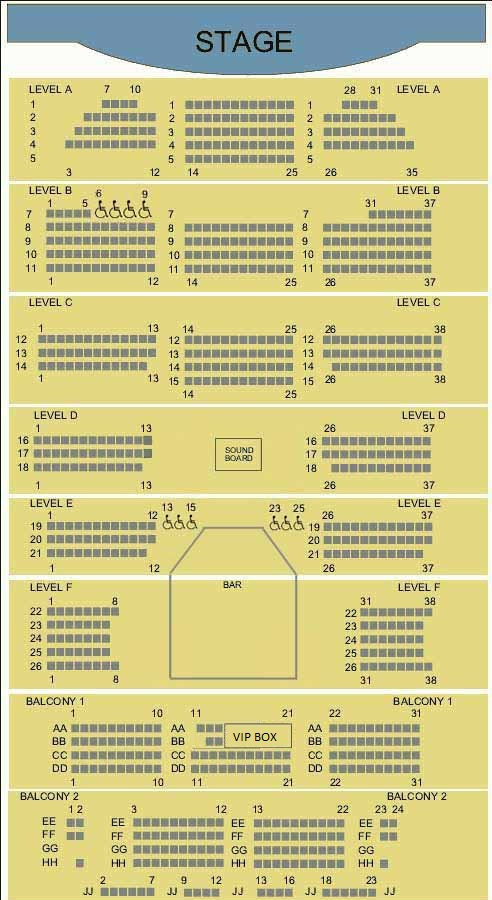 STAGE
LEVEL A 7 10 28 31 LEVEL A
1 1 1
2 2 2
3 3 3
4 4 4
5 5 5
3 12 14 25 26 35
LEVEL B 6 9 LEVEL B
1 5 31 37
7 7 7
8 8 8
9 9 9
10 10 10
11 11 11
1 12 14 25 26 37
LEVEL C LEVEL C
1 13 14 25 26 38
12 12 12
13 13 13
14 14 14
15 15
1 13 26 38
14 25
LEVEL D LEVEL D
1 13 26 37
16 16
17 17
18 18
SOUND
BOARD
1 13 26 37
LEVEL E LEVEL E
1 12 13 15 23 25 26 37
19 19
20 20
21 21
1 12 26 37
BAR
LEVEL F LEVEL F
1 8 31 38
22 22
23 23
24 24
25 25
26 26
1 8 31 38
BALCONY 1 BALCONY 1
1 10 11 21 22 31
AA AA AA
BB BB VIP BOX BB
CC CC CC
DD DD DD
1 10 11 21 22 31
BALCONY 2 BALCONY 2
1 2 3 12 13 22 23 24
EE EE EE EE
FF FF FF FF
GG GG GG GG
HH HH HH HH
2 7 9 12 13 16 18 23
JJ JJ JJ JJ JJ